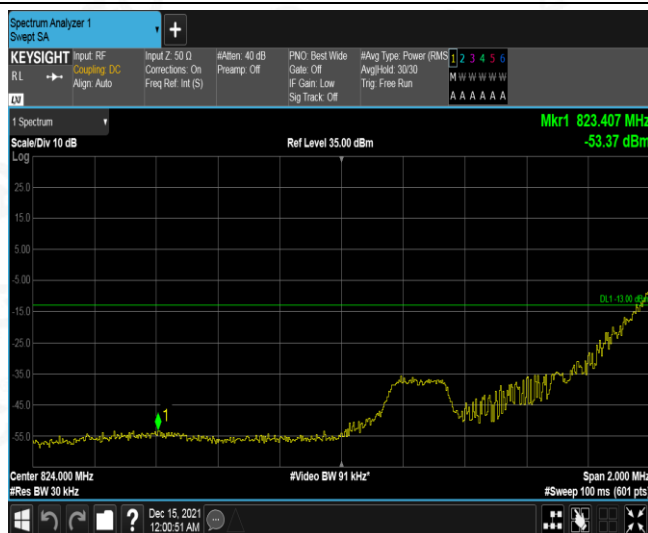 Spectrum Analyzer 1
Swept SA
KEYSIGHT
RL
LXI
Input: RF
Coupling: DC
Align: Auto
Input Z: 50 Ω
Corrections: On
Freq Ref: Int (S)
#Atten: 40 dB
Preamp: Off
PNO: Best Wide
Gate: Off
IF Gain: Low
Sig Track: Off
#Avg Type: Power (RMS
Avg|Hold: 30/30
Trig: Free Run
1 2 3 4 5 6
M W W W W W
A A A A A A
1 Spectrum
Scale/Div 10 dB
Ref Level 35.00 dBm
Mkr1 823.407 MHz
-53.37 dBm
Log
25.0
15.0
5.00
-5.00
DL1 -13.00 dBm
-15.0
-25.0
-35.0
-45.0
1
-55.0
Center 824.000 MHz
#Video BW 91 kHz*
Span 2.000 MHz
#Res BW 30 kHz
#Sweep 100 ms (601 pts)
?
Dec 15, 2021
12:00:51 AM